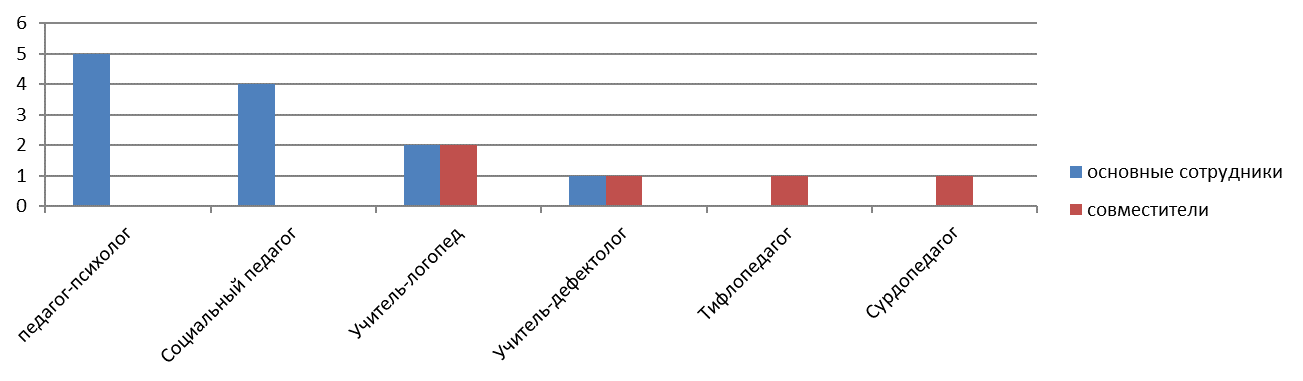 6
5
4
3
2
1
0
педагог-психолог
Социальный педагог
Учитель-логопед
Учитель-дефектолог
Тифлопедагог
Сурдопедагог
основные сотрудники
совместители